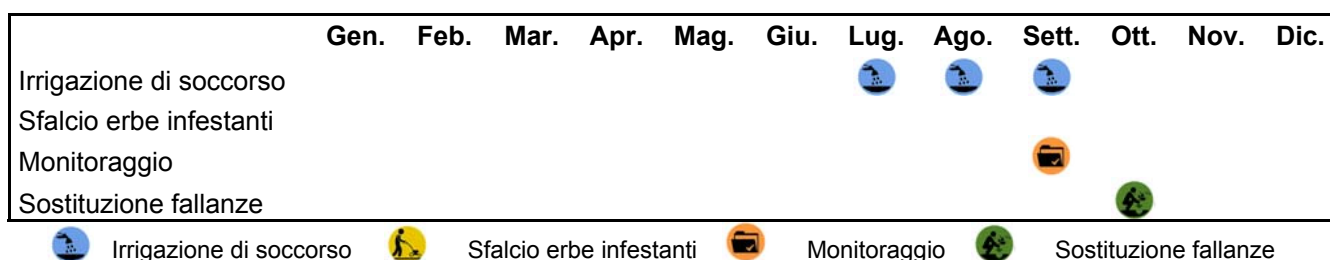 Gen. Feb. Mar. Apr. Mag. Giu. Lug. Ago. Sett. Ott. Nov. Dic.
Irrigazione di soccorso
Sfalcio erbe infestanti
Monitoraggio
Sostituzione fallanze
Irrigazione di soccorso Sfalcio erbe infestanti Monitoraggio Sostituzione fallanze